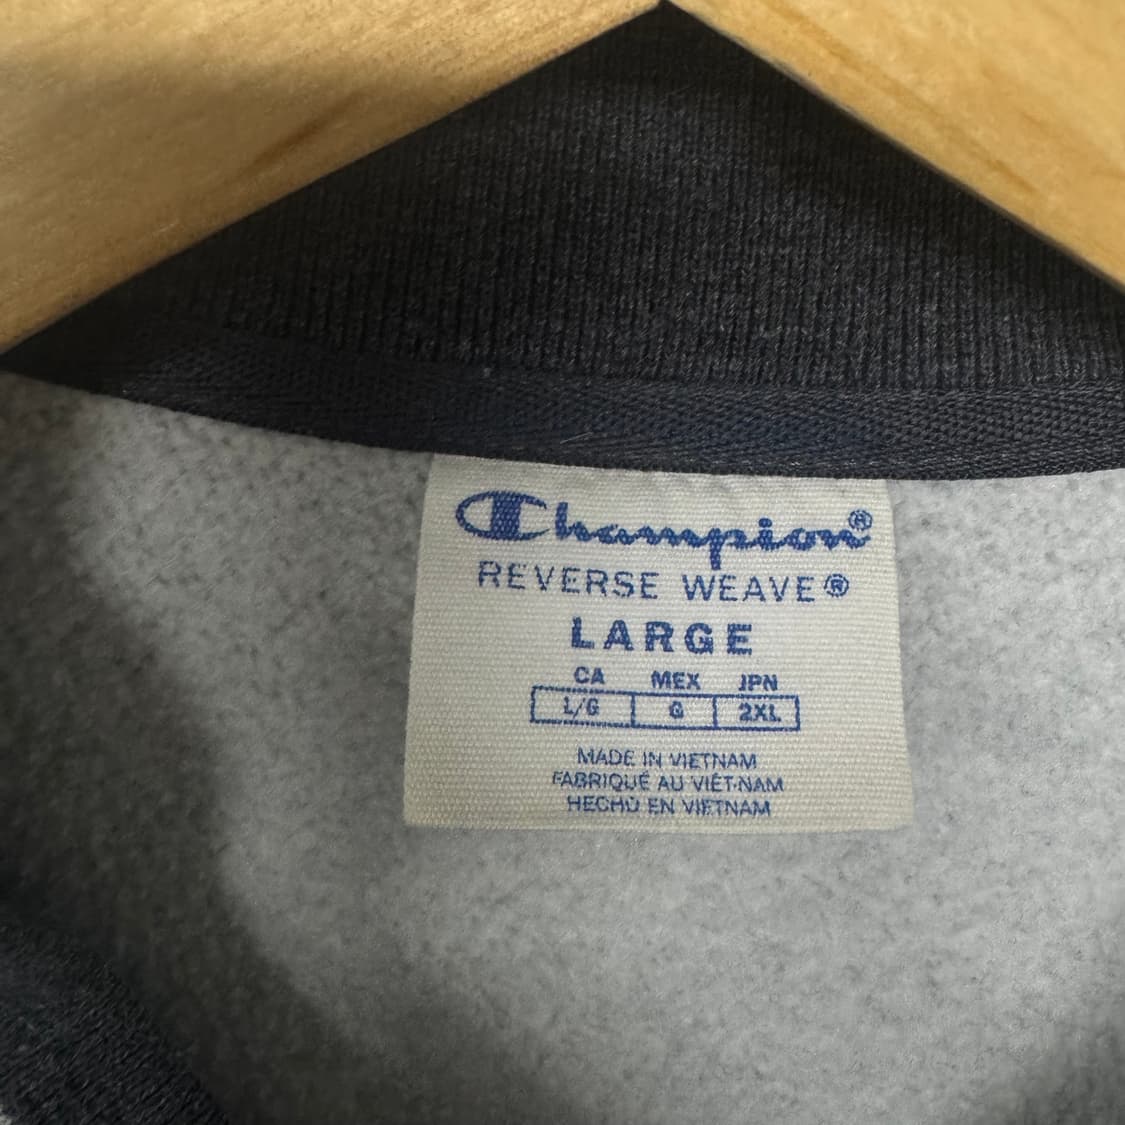 Champion®
REVERSE WEAVE®
LARGE
CA MEX JPN
L/G G 2XL
MADE IN VIETNAM
FABRIQUÉ AU VIÊT-NAM
HECHO EN VIETNAM